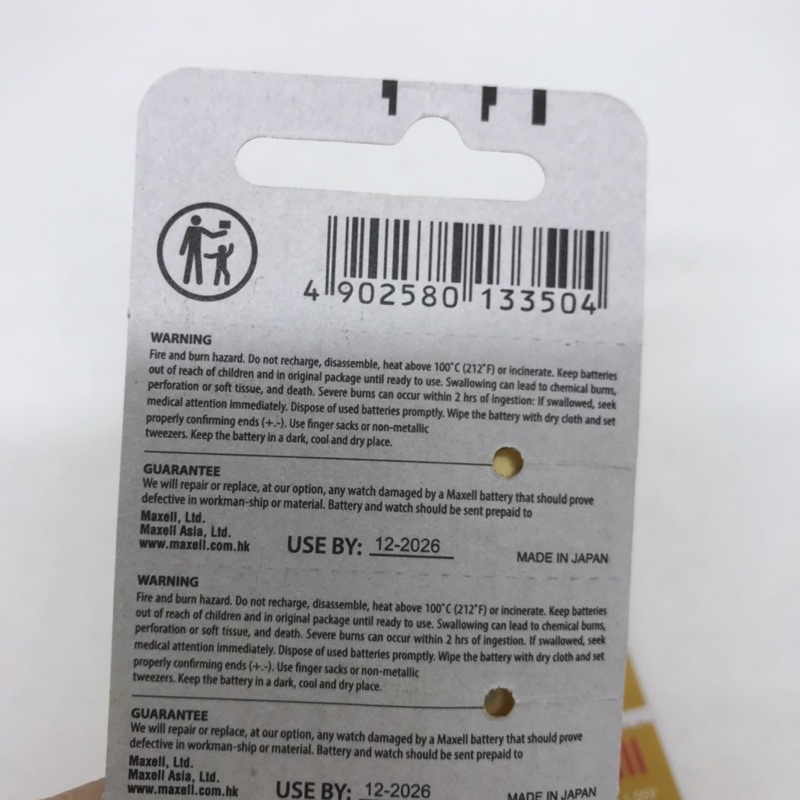 4 902580 133504
WARNING
Fire and burn hazard. Do not recharge, disassemble, heat above 100°C (212°F) or incinerate. Keep batteries
out of reach of children and in original package until ready to use. Swallowing can lead to chemical burns,
perforation or soft tissue, and death. Severe burns can occur within 2 hrs of ingestion: If swallowed, seek
medical attention immediately. Dispose of used batteries promptly. Wipe the battery with dry cloth and set
properly confirming ends (+.-). Use finger sacks or non-metallic
tweezers. Keep the battery in a dark, cool and dry place.
GUARANTEE
We will repair or replace, at our option, any watch damaged by a Maxell battery that should prove
defective in workman-ship or material. Battery and watch should be sent prepaid to
Maxell, Ltd.
Maxell Asia, Ltd.
www.maxell.com.hk USE BY: 12-2026 MADE IN JAPAN
WARNING
Fire and burn hazard. Do not recharge, disassemble, heat above 100°C (212°F) or incinerate. Keep batteries
out of reach of children and in original package until ready to use. Swallowing can lead to chemical burns,
perforation or soft tissue, and death. Severe burns can occur within 2 hrs of ingestion. If swallowed, seek
medical attention immediately. Dispose of used batteries promptly. Wipe the battery with dry cloth and set
properly confirming ends (+.-). Use finger sacks or non-metallic
tweezers. Keep the battery in a dark, cool and dry place.
GUARANTEE
We will repair or replace, at our option, any watch damaged by a Maxell battery that should prove
defective in workman-ship or material. Battery and watch should be sent prepaid to
Maxell, Ltd.
Maxell Asia, Ltd.
www.maxell.com.hk USE BY: 12-2026 MADE IN JAPAN